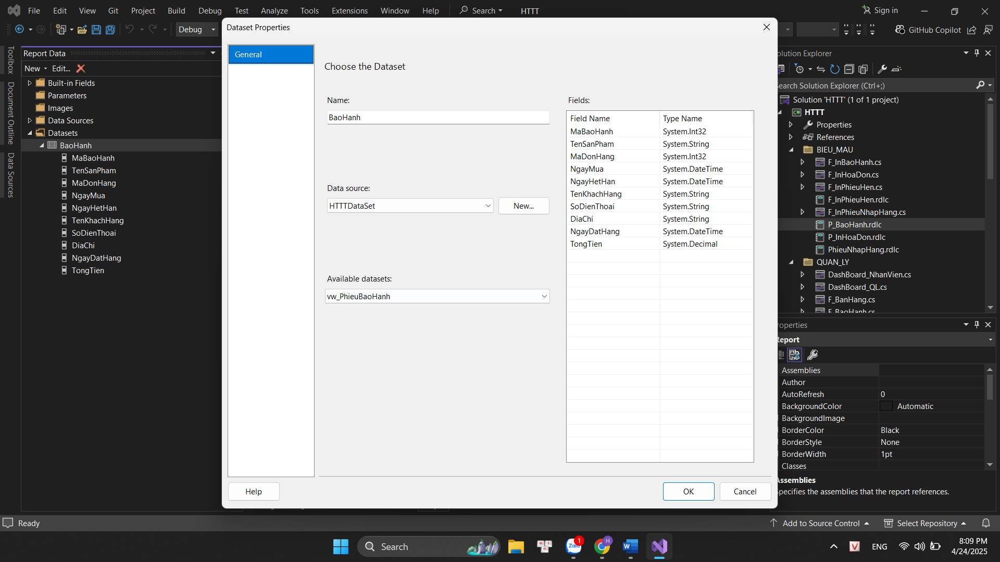 File Edit View Git Project Build Debug Test Analyze Tools Extensions Window Help Search HTTT Sign in
Debug GitHub Copilot
Dataset Properties
Toolbox
Document Outline
Data Sources
Report Data
New Edit...
Built-in Fields
Parameters
Images
Data Sources
Datasets
BaoHanh
MaBaoHanh
TenSanPham
MaDonHang
NgayMua
NgayHetHan
TenKhachHang
SoDienThoai
DiaChi
NgayDatHang
TongTien
General
Choose the Dataset
Name:
BaoHanh
Data source:
HTTTDataSet New...
Available datasets:
vw_PhieuBaoHanh
Fields:
Field Name Type Name
MaBaoHanh System.Int32
TenSanPham System.String
MaDonHang System.Int32
NgayMua System.DateTime
NgayHetHan System.DateTime
TenKhachHang System.String
SoDienThoai System.String
DiaChi System.String
NgayDatHang System.DateTime
TongTien System.Decimal
Help OK Cancel
olution Explorer
Search Solution Explorer (Ctrl+;)
Solution 'HTTT' (1 of 1 project)
C# HTTT
Properties
References
BIEU_MAU
F_InBaoHanh.cs
F_InHoaDon.cs
F_InPhieuHen.cs
F_InPhieuHen.rdlc
F_InPhieuNhapHang.cs
P_BaoHanh.rdlc
P_InHoaDon.rdlc
PhieuNhapHang.rdlc
QUAN_LY
DashBoard_NhanVien.cs
DashBoard_QL.cs
F_BanHang.cs
F_BaoHanh.cs
roperties
Report
Assemblies
Author
AutoRefresh 0
BackgroundColor Automatic
BackgroundImage
BorderColor Black
BorderStyle None
BorderWidth 1pt
Classes
Assemblies
Specifies the assemblies that the report references.
Ready Add to Source Control Select Repository
Search Zalo 1 H W V ENG 8:09 PM
4/24/2025